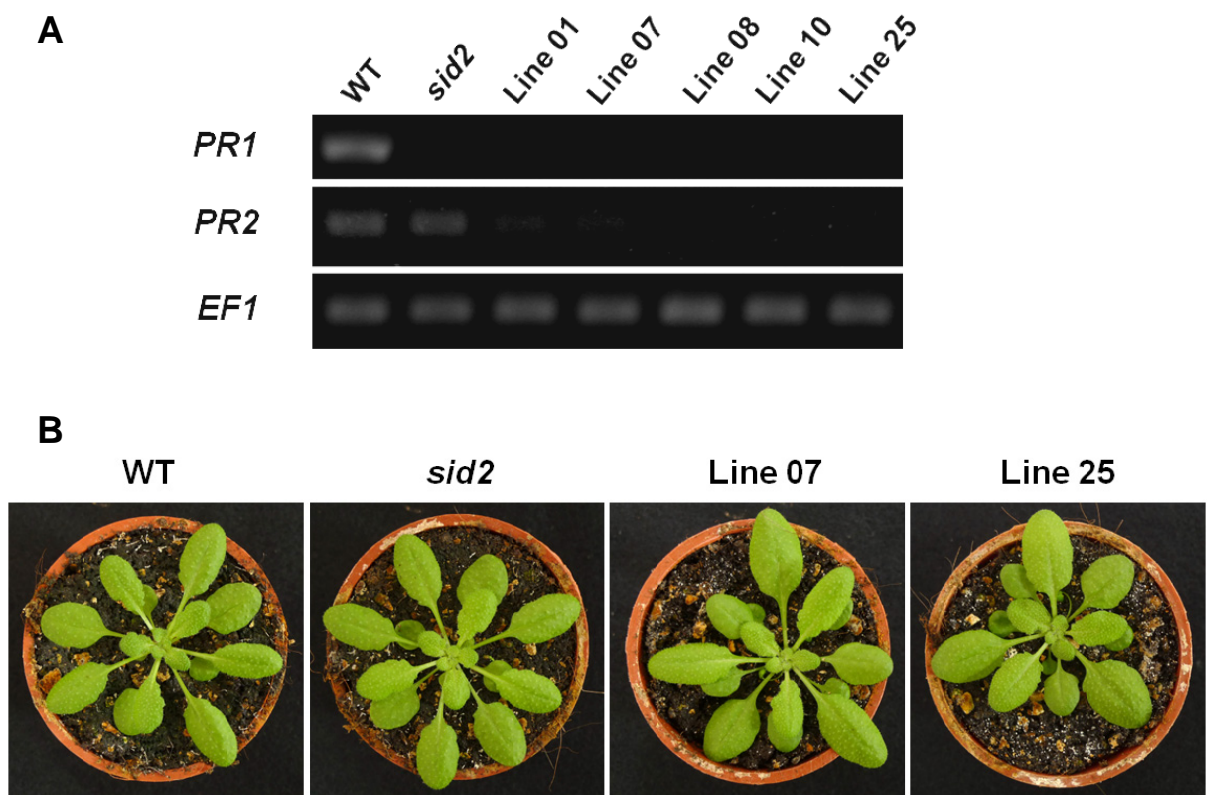 A
WT sid2 Line 01 Line 07 Line 08 Line 10 Line 25
PR1
PR2
EF1
B
WT sid2 Line 07 Line 25